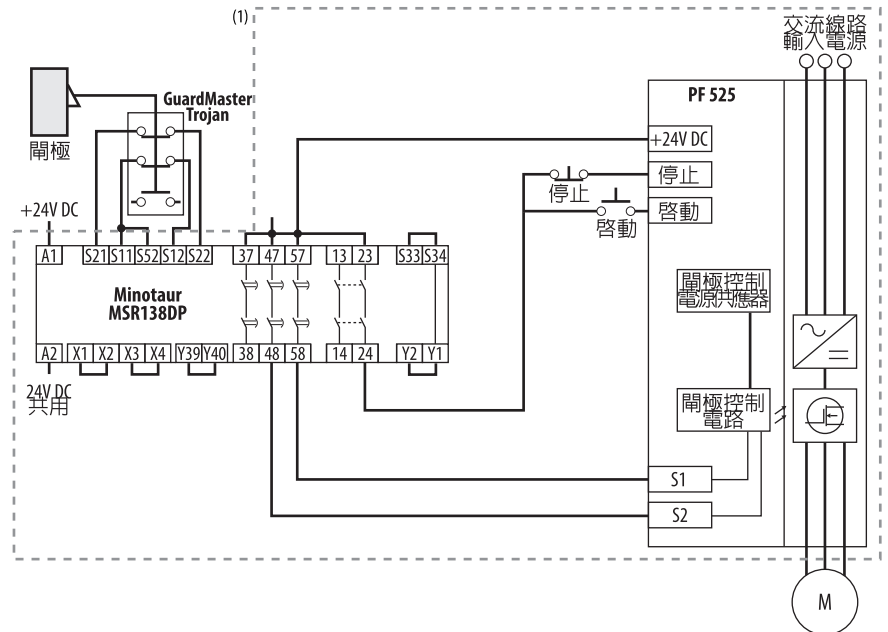 (1)
交流線路
輸入電源
GuardMaster
Trojan
PF 525
閘極
+24V DC
停止
+24V DC
停止
啓動
啓動
A1
S21 S11 S52 S12 S22
37 47 57
13 23
S33 S34
Minotaur
MSR138DP
閘極控制
電源供應器
A2
X1 X2 X3 X4
Y39 Y40
38 48 58
14 24
Y2 Y1
24V DC
共用
閘極控制
電路
S1
S2
M